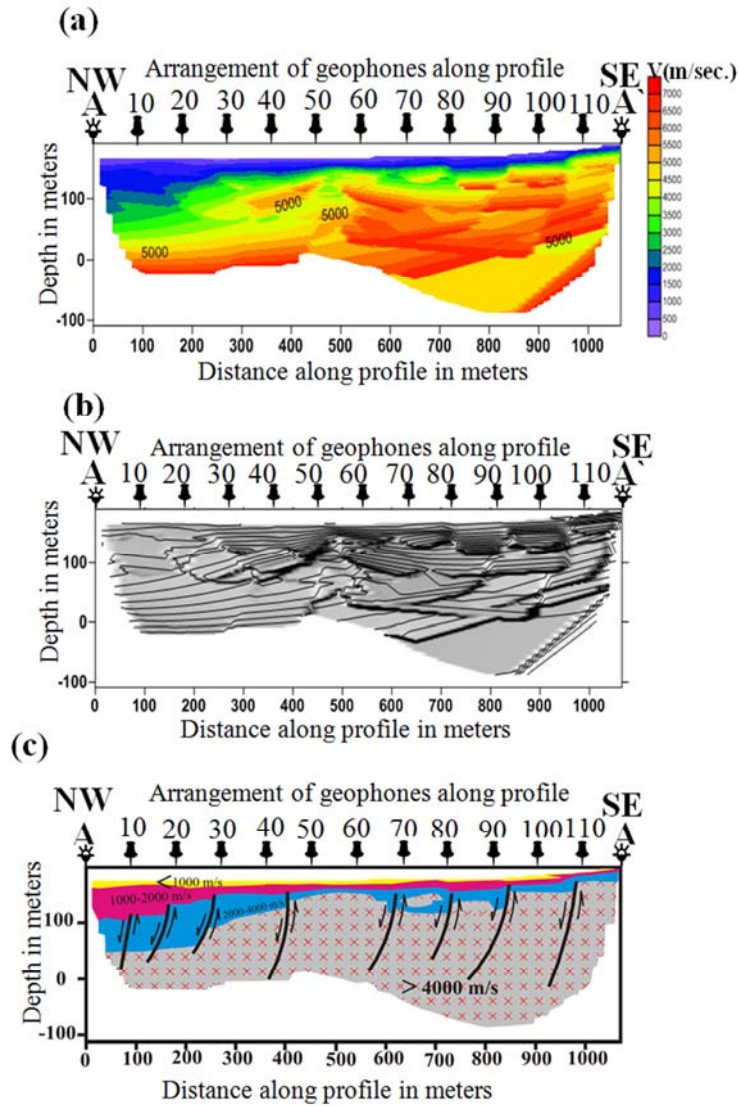 (a)
NW Arrangement of geophones along profile SE V(m/sec.)
A 10 20 30 40 50 60 70 80 90 100 110 A`
7000
6500
6000
5500
5000
4500
4000
3500
3000
2500
2000
1500
1000
500
0
Depth in meters
100
0
-100
5000
5000
5000
5000
0 100 200 300 400 500 600 700 800 900 1000
Distance along profile in meters
(b)
NW Arrangement of geophones along profile SE
A 10 20 30 40 50 60 70 80 90 100 110 A`
Depth in meters
100
0
-100
0 100 200 300 400 500 600 700 800 900 1000
Distance along profile in meters
(c)
NW Arrangement of geophones along profile SE
A 10 20 30 40 50 60 70 80 90 100 110 A
Depth in meters
100
0
-100
<1000 m/s
1000-2000 m/s
2000-4000 m/s
> 4000 m/s
0 100 200 300 400 500 600 700 800 900 1000
Distance along profile in meters